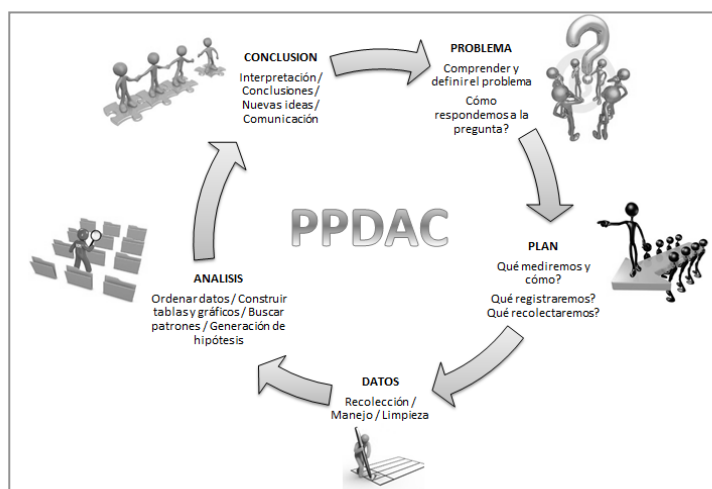 CONCLUSION
Interpretación/
Conclusiones/
Nuevas ideas/
Comunicación
PROBLEMA
Comprender y
definir el problema
Cómo
respondemos a la
pregunta?
PPDAC
PLAN
Qué mediremos y
cómo?
Qué registraremos?
Qué recolectaremos?
DATOS
Recolección /
Manejo / Limpieza
ANALISIS
Ordenar datos / Construir
tablas y gráficos / Buscar
patrones / Generación de
hipótesis